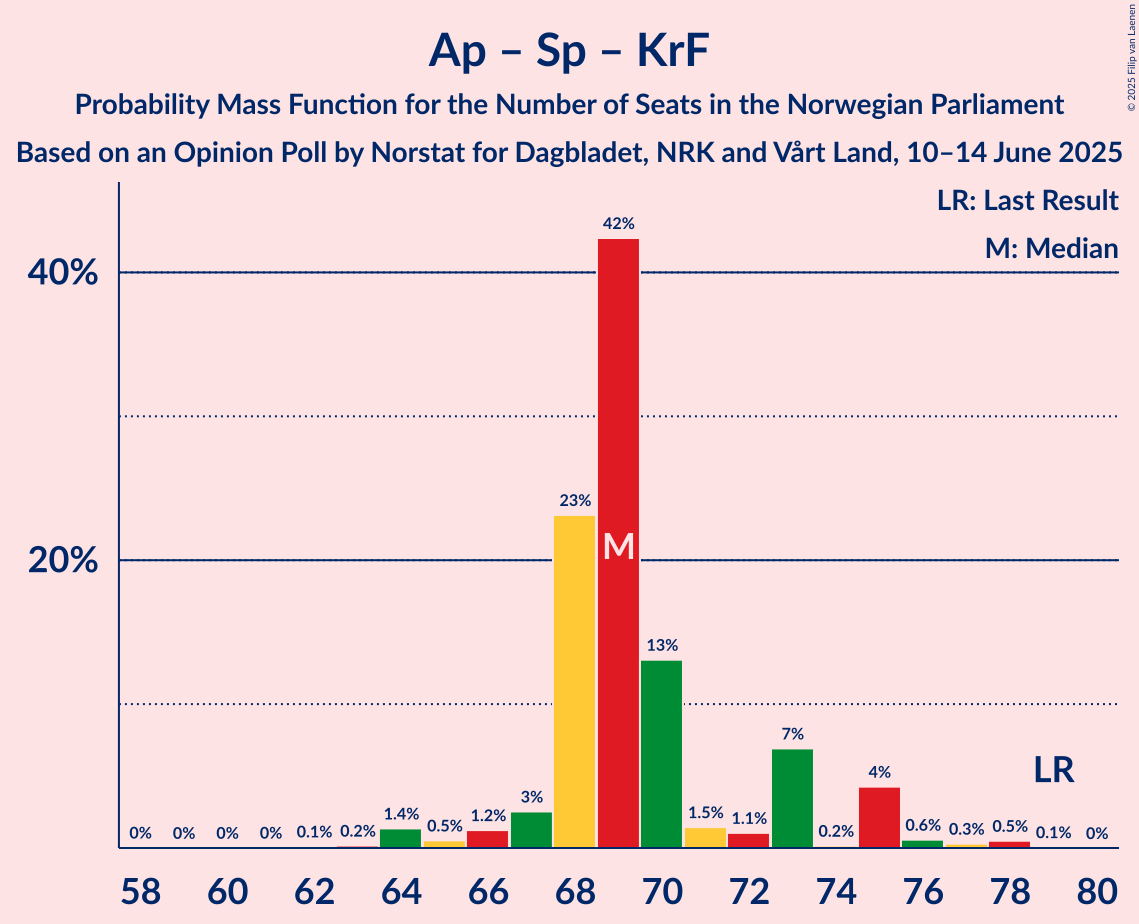 Ap – Sp – KrF
Probability Mass Function for the Number of Seats in the Norwegian Parliament
Based on an Opinion Poll by Norstat for Dagbladet, NRK and Vårt Land, 10–14 June 2025
© 2025 Filip van Laenen
LR: Last Result
M: Median
40%
20%
0% 0% 0% 0% 0.1% 0.2% 1.4% 0.5% 1.2% 3% 23% 42% 13% 1.5% 1.1% 7% 0.2% 4% 0.6% 0.3% 0.5% 0.1% 0%
M
LR
58 60 62 64 66 68 70 72 74 76 78 80